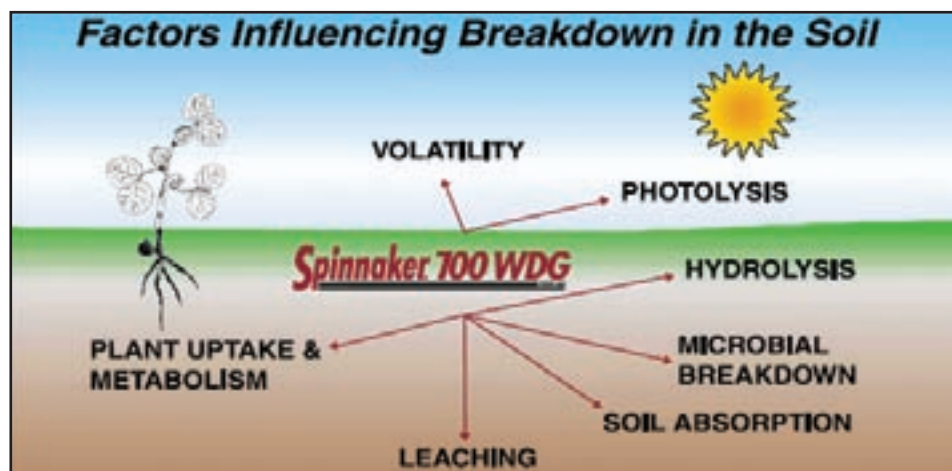 Factors Influencing Breakdown in the Soil
VOLATILITY
PHOTOLYSIS
Spinnaker 700 WDG
HYDROLYSIS
PLANT UPTAKE &
METABOLISM
MICROBIAL
BREAKDOWN
SOIL ABSORPTION
LEACHING